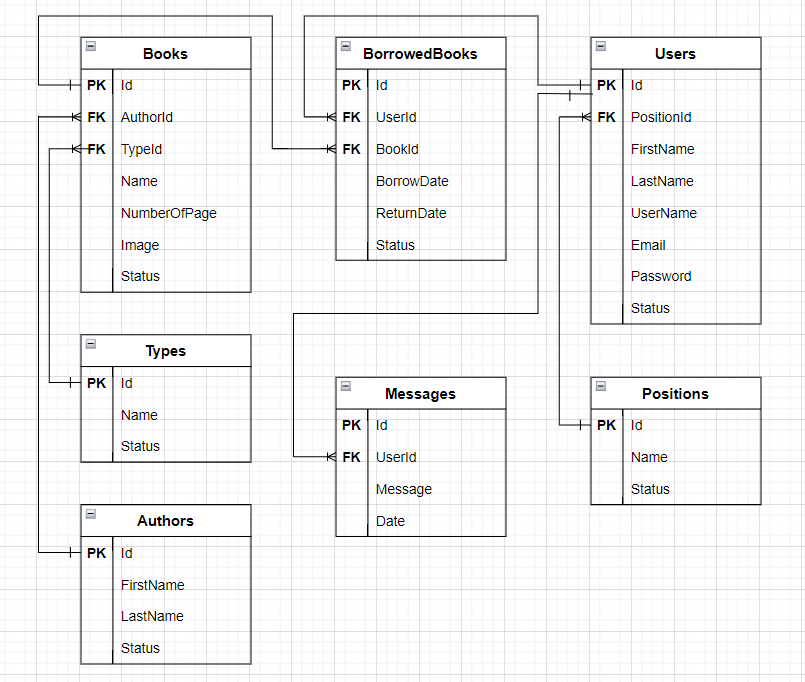 Books
PK Id
FK AuthorId
FK TypeId
Name
NumberOfPage
Image
Status
BorrowedBooks
PK Id
FK UserId
FK BookId
BorrowDate
ReturnDate
Status
Users
PK Id
FK PositionId
FirstName
LastName
UserName
Email
Password
Status
Types
PK Id
Name
Status
Messages
PK Id
FK UserId
Message
Date
Positions
PK Id
Name
Status
Authors
PK Id
FirstName
LastName
Status